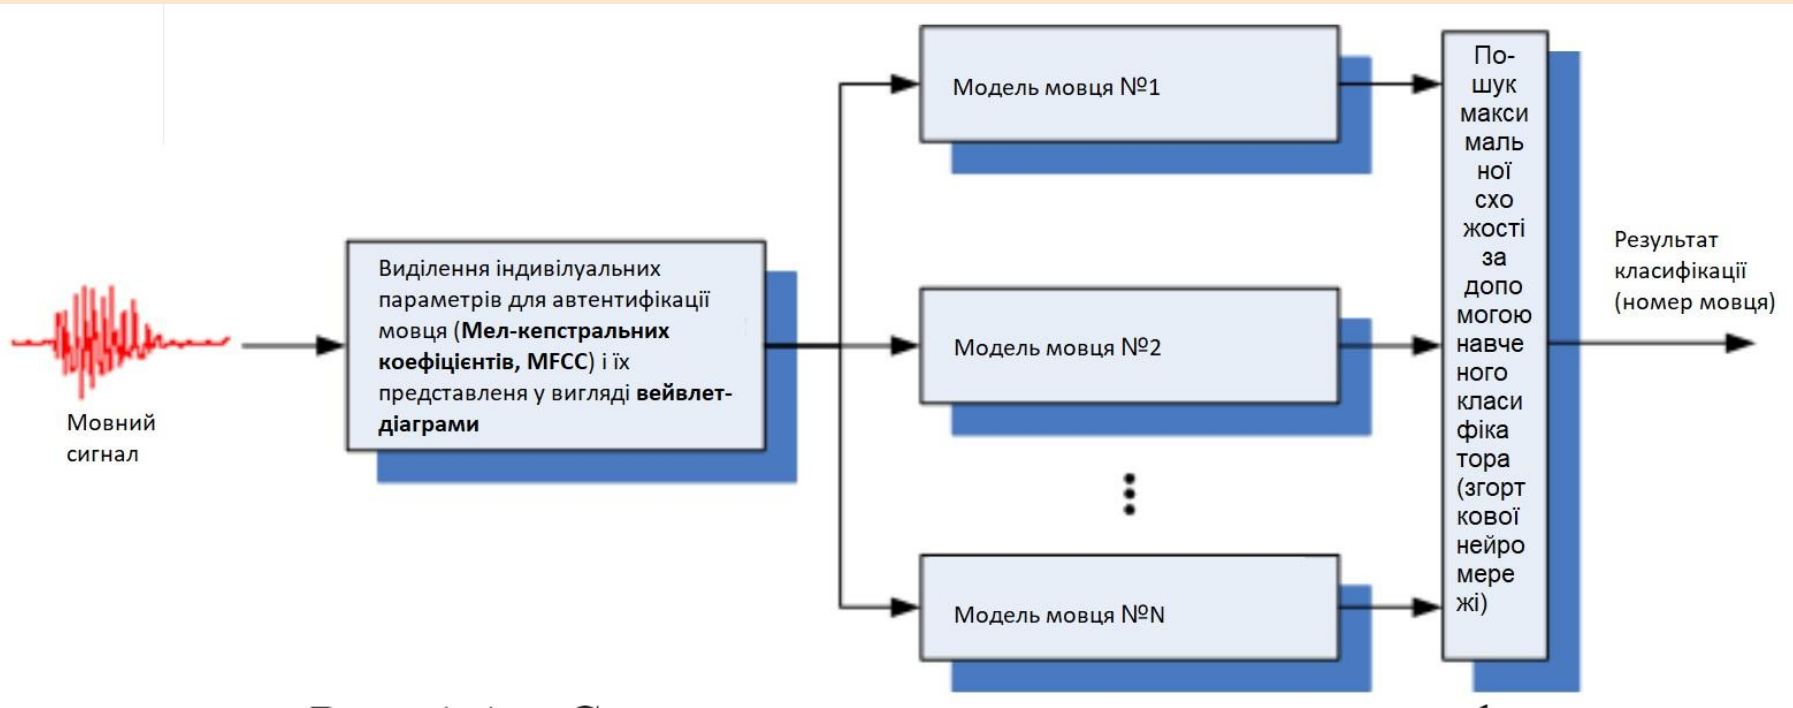 Мовний
сигнал
Виділення індивілуальних
параметрів для автентифікації
мовця (Мел-кепстральних
коефіцієнтів, MFCC) і їх
представленя у вигляді вейвлет-
діаграми
Модель мовця №1
Модель мовця №2
Модель мовця №N
По-
шук
макси
маль
ної
схо
жості
за
допо
могою
навче
ного
класи
фіка
тора
(згорт
кової
нейро
мере
жі)
Результат
класифікації
(номер мовця)